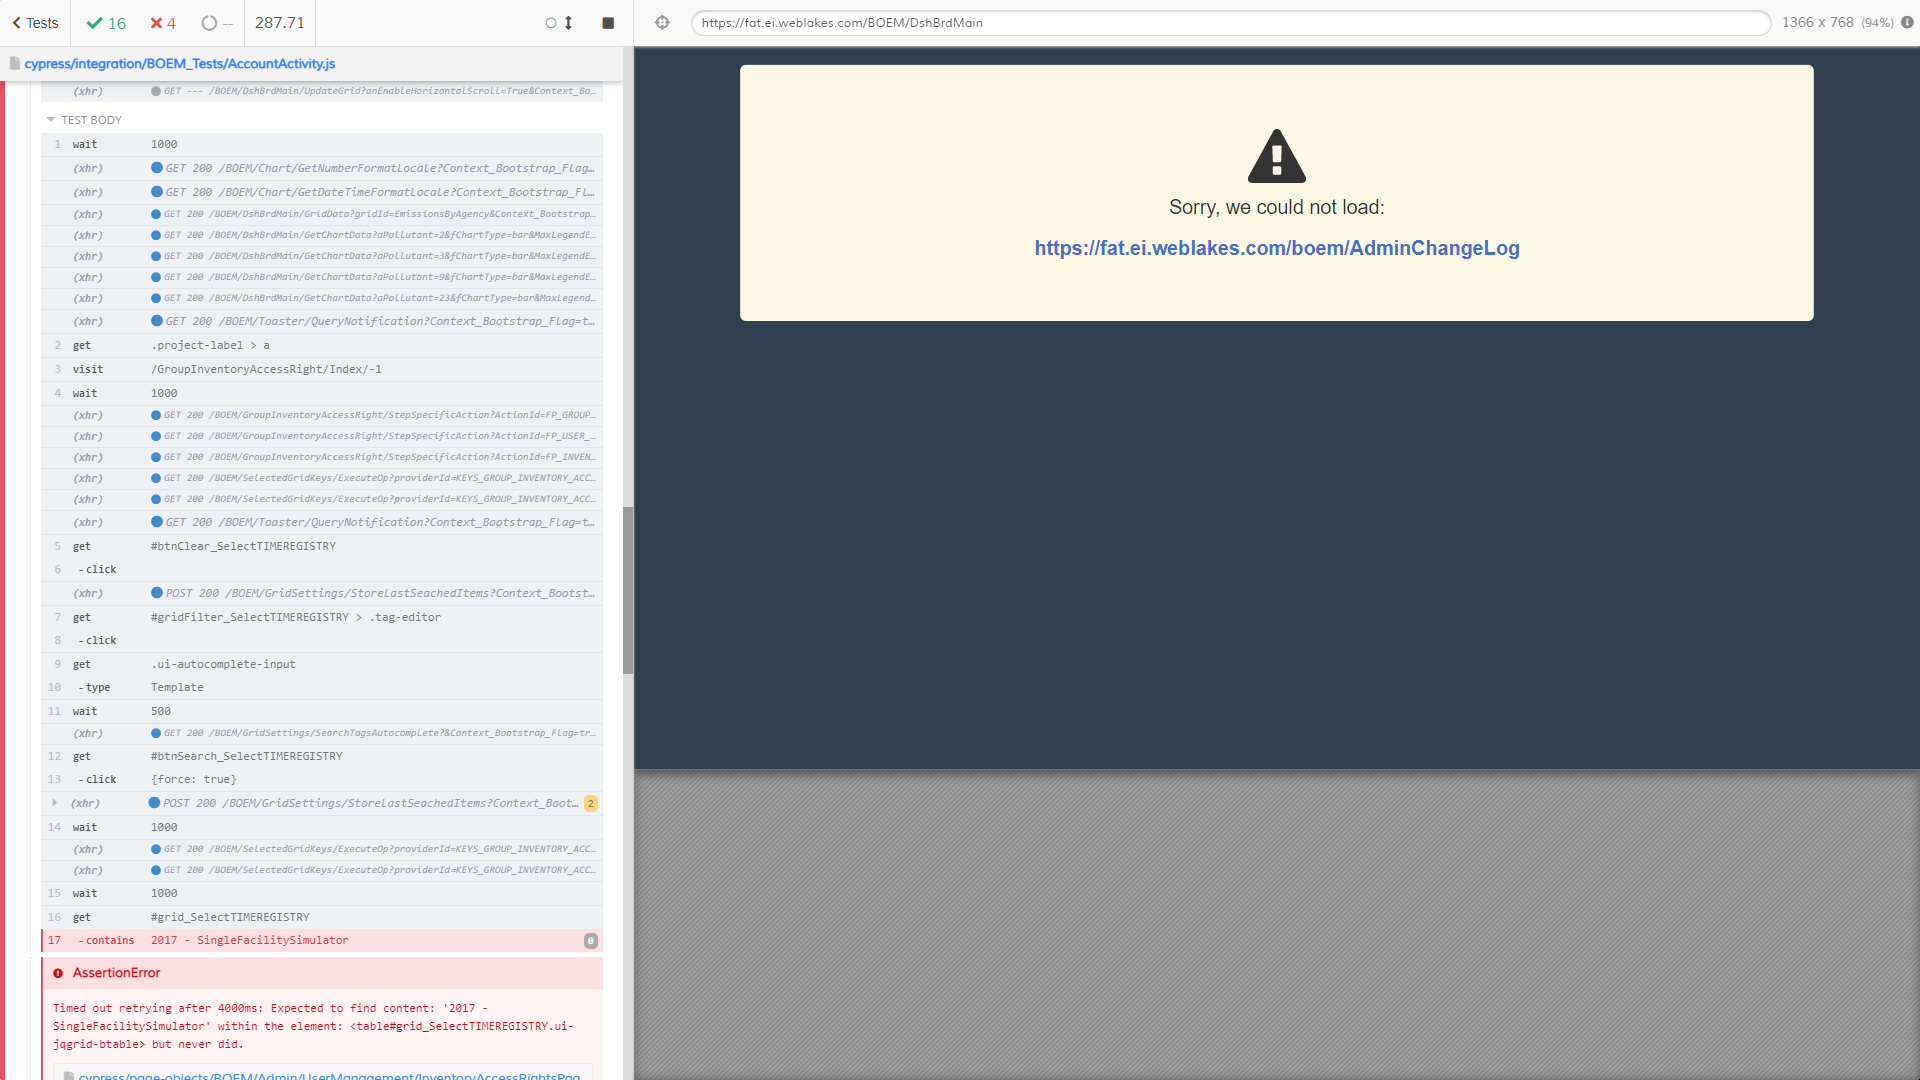 Tests
16
4
--
287.71
https://fat.ei.weblakes.com/BOEM/DshBrdMain
1366 x 768 (94%)
cypress/integration/BOEM_Tests/AccountActivity.js
(xhr) GET --- /BOEM/DshBrdMain/UpdateGrid?anEnableHorizontalScroll=True&Context_Bo...
TEST BODY
1 wait 1000
(xhr) GET 200 /BOEM/Chart/GetNumberFormatLocale?Context_Bootstrap_Flag...
(xhr) GET 200 /BOEM/Chart/GetDateTimeFormatLocale?Context_Bootstrap_Fl...
(xhr) GET 200 /BOEM/DshBrdMain/GridData?gridId=EmissionsByAgency&Context_Bootstrap...
(xhr) GET 200 /BOEM/DshBrdMain/GetChartData?aPollutant=2&fChartType=bar&MaxLegendE...
(xhr) GET 200 /BOEM/DshBrdMain/GetChartData?aPollutant=3&fChartType=bar&MaxLegendE...
(xhr) GET 200 /BOEM/DshBrdMain/GetChartData?aPollutant=9&fChartType=bar&MaxLegendE...
(xhr) GET 200 /BOEM/DshBrdMain/GetChartData?aPollutant=23&fChartType=bar&MaxLegend...
(xhr) GET 200 /BOEM/Toaster/QueryNotification?Context_Bootstrap_Flag=t...
2 get .project-label > a
3 visit /GroupInventoryAccessRight/Index/-1
4 wait 1000
(xhr) GET 200 /BOEM/GroupInventoryAccessRight/StepSpecificAction?ActionId=FP_GROUP...
(xhr) GET 200 /BOEM/GroupInventoryAccessRight/StepSpecificAction?ActionId=FP_USER_...
(xhr) GET 200 /BOEM/GroupInventoryAccessRight/StepSpecificAction?ActionId=FP_INVEN...
(xhr) GET 200 /BOEM/SelectedGridKeys/ExecuteOp?providerId=KEYS_GROUP_INVENTORY_ACC...
(xhr) GET 200 /BOEM/SelectedGridKeys/ExecuteOp?providerId=KEYS_GROUP_INVENTORY_ACC...
(xhr) GET 200 /BOEM/Toaster/QueryNotification?Context_Bootstrap_Flag=t...
5 get #btnClear_SelectTIMEREGISTRY
6 -click
(xhr) POST 200 /BOEM/GridSettings/StoreLastSeachedItems?Context_Bootst...
7 get #gridFilter_SelectTIMEREGISTRY > .tag-editor
8 -click
9 get .ui-autocomplete-input
10 -type Template
11 wait 500
(xhr) GET 200 /BOEM/GridSettings/SearchTagsAutocomplete?&Context_Bootstrap_Flag=tr...
12 get #btnSearch_SelectTIMEREGISTRY
13 -click {force: true}
(xhr) POST 200 /BOEM/GridSettings/StoreLastSeachedItems?Context_Boot... 2
14 wait 1000
(xhr) GET 200 /BOEM/SelectedGridKeys/ExecuteOp?providerId=KEYS_GROUP_INVENTORY_ACC...
(xhr) GET 200 /BOEM/SelectedGridKeys/ExecuteOp?providerId=KEYS_GROUP_INVENTORY_ACC...
15 wait 1000
16 get #grid_SelectTIMEREGISTRY
17 -contains 2017 - SingleFacilitySimulator 0
AssertionError
Timed out retrying after 4000ms: Expected to find content: '2017 -
SingleFacilitySimulator' within the element: <table#grid_SelectTIMEREGISTRY.ui-
jqgrid-btable> but never did.
cypress/page-objects/BOEM/Admin/UserManagement/InventoryAccessRightsPag
Sorry, we could not load:
https://fat.ei.weblakes.com/boem/AdminChangeLog